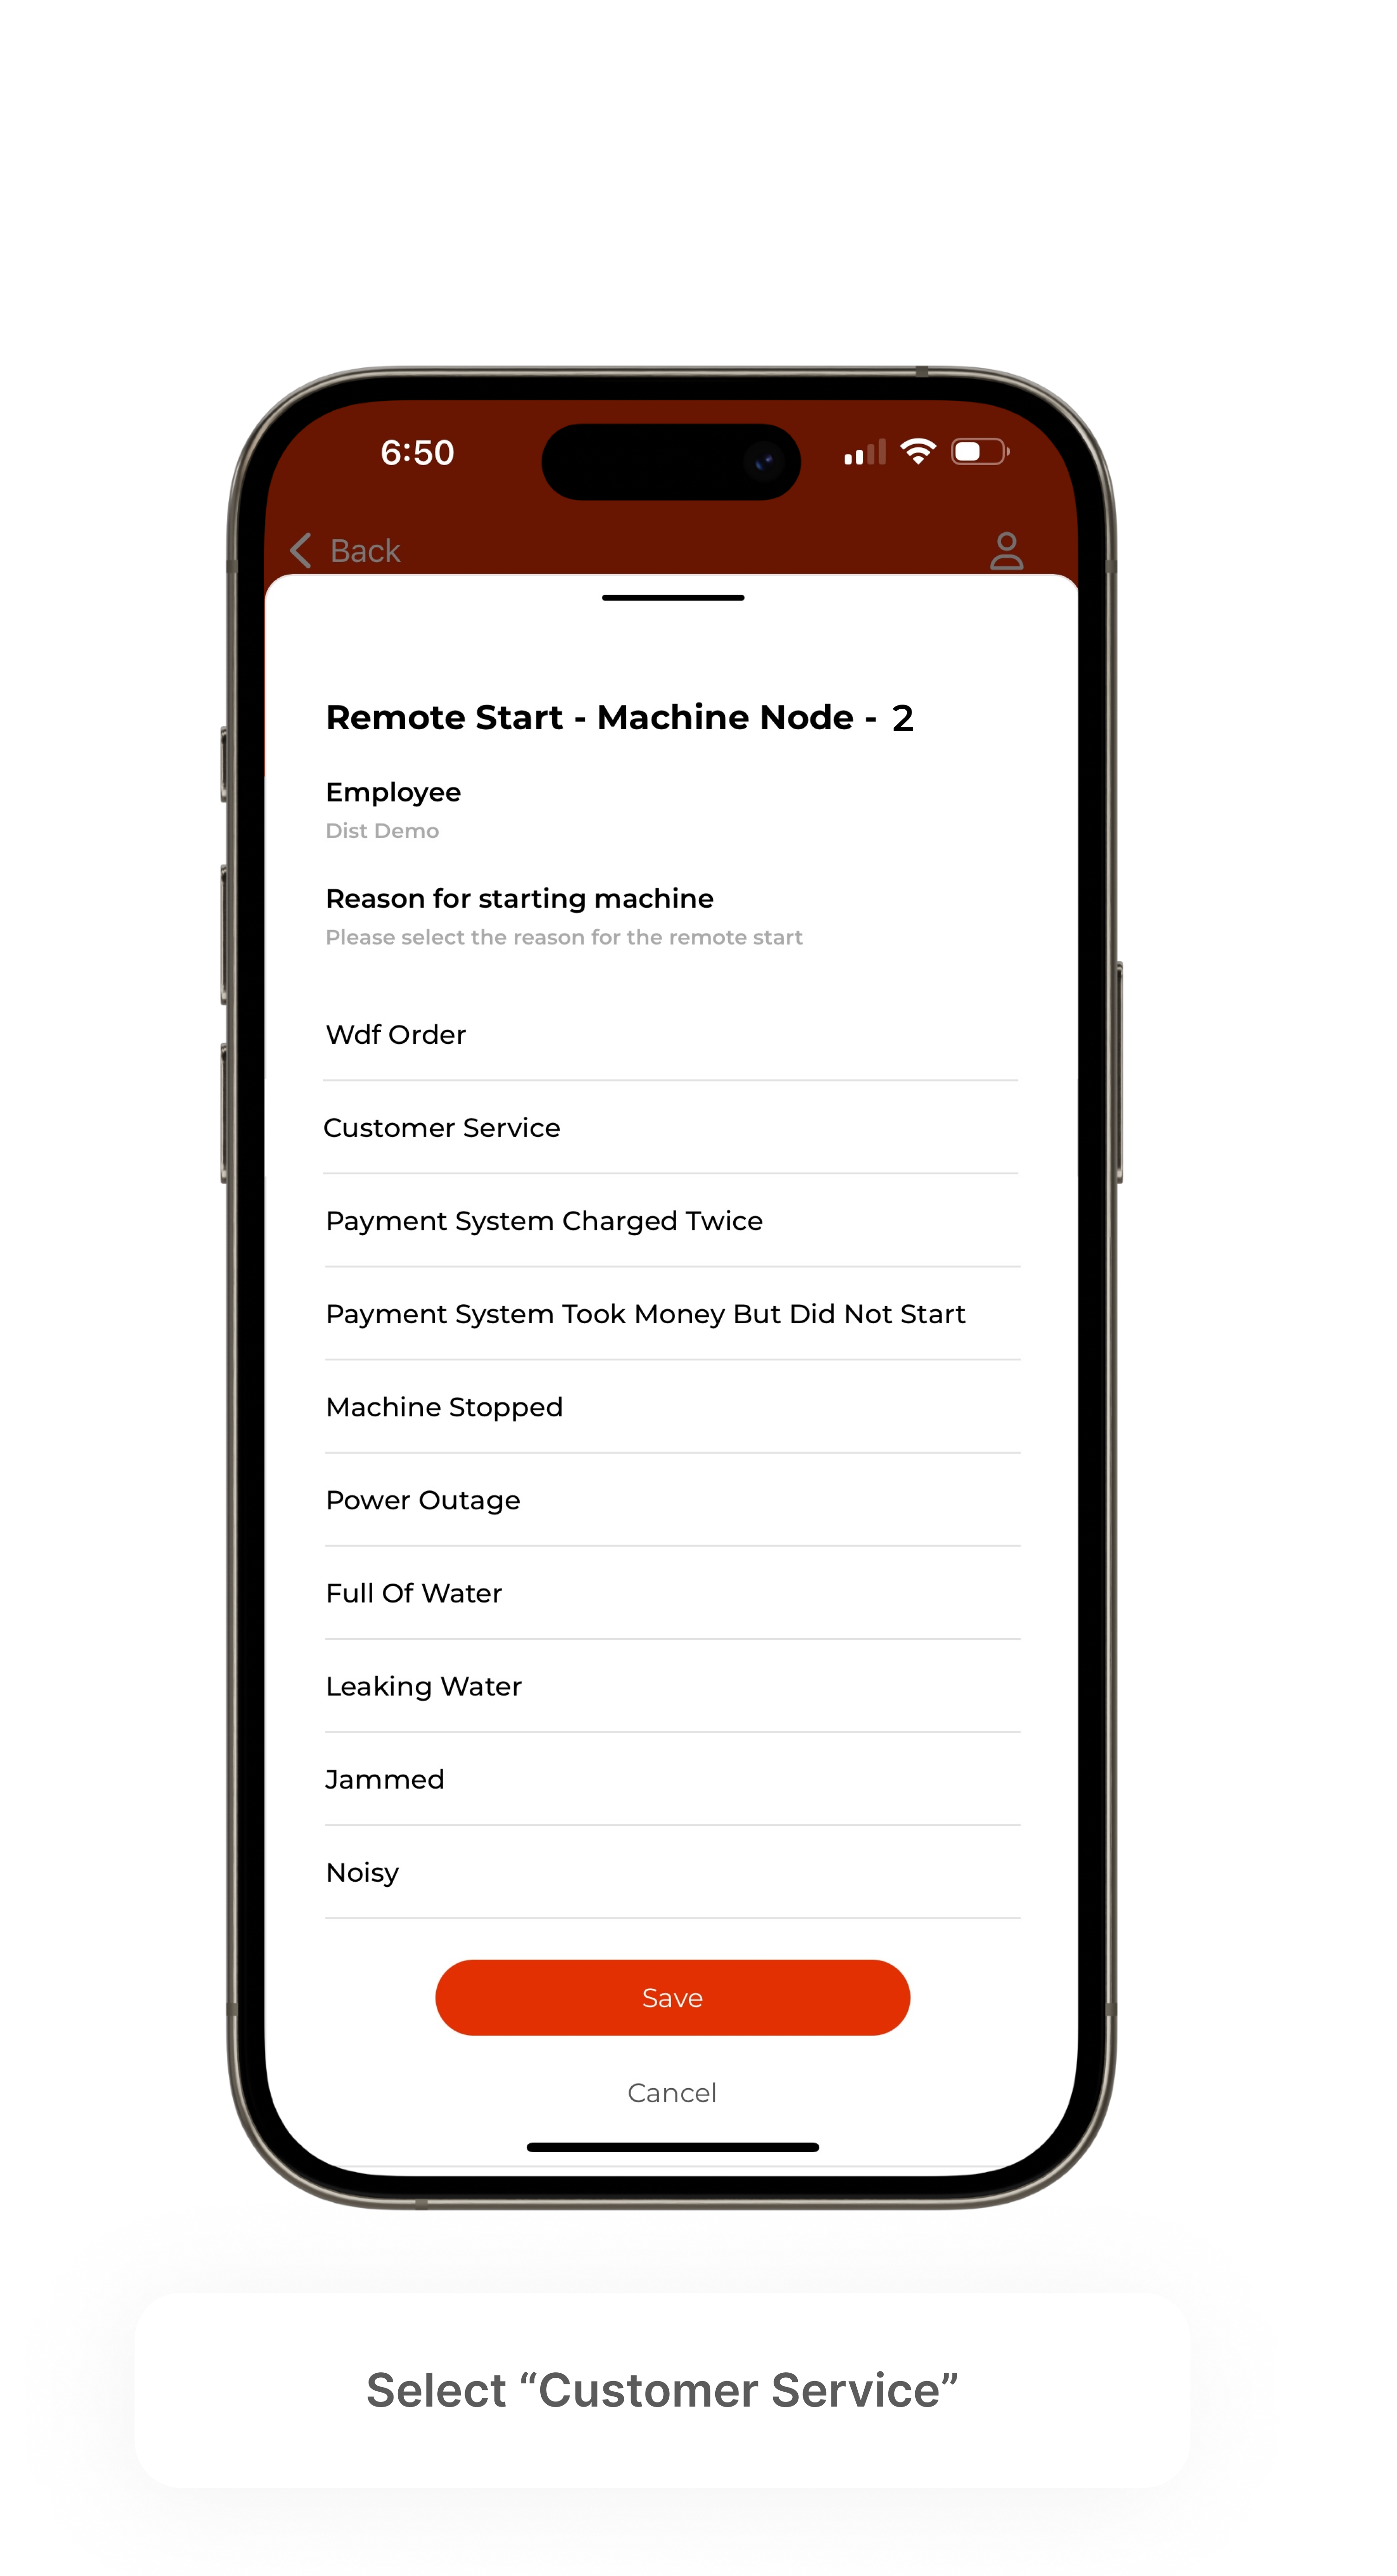 6:50
Back
Remote Start - Machine Node - 2
Employee
Dist Demo
Reason for starting machine
Please select the reason for the remote start
Wdf Order
Customer Service
Payment System Charged Twice
Payment System Took Money But Did Not Start
Machine Stopped
Power Outage
Full Of Water
Leaking Water
Jammed
Noisy
Save
Cancel
Select “Customer Service”